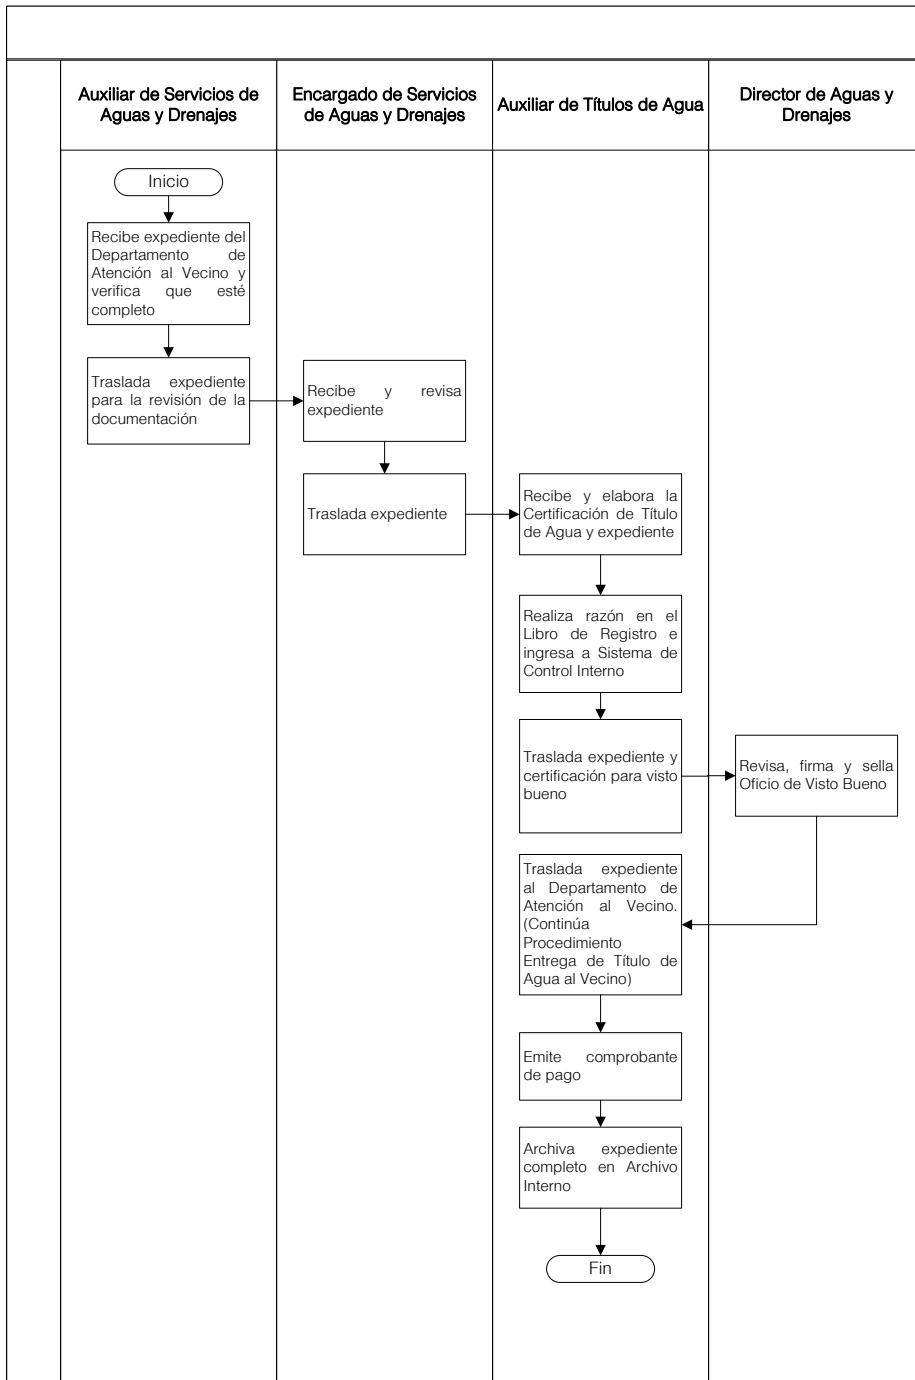 Auxiliar de Servicios de
Aguas y Drenajes
Encargado de Servicios
de Aguas y Drenajes
Auxiliar de Títulos de Agua
Director de Aguas y
Drenajes
Inicio
Recibe expediente del
Departamento de
Atención al Vecino y
verifica que esté
completo
Traslada expediente
para la revisión de la
documentación
Recibe y revisa
expediente
Traslada expediente
Recibe y elabora la
Certificación de Título
de Agua y expediente
Realiza razón en el
Libro de Registro e
ingresa a Sistema de
Control Interno
Traslada expediente y
certificación para visto
bueno
Revisa, firma y sella
Oficio de Visto Bueno
Traslada expediente
al Departamento de
Atención al Vecino.
(Continúa
Procedimiento
Entrega de Título de
Agua al Vecino)
Emite comprobante
de pago
Archiva expediente
completo en Archivo
Interno
Fin